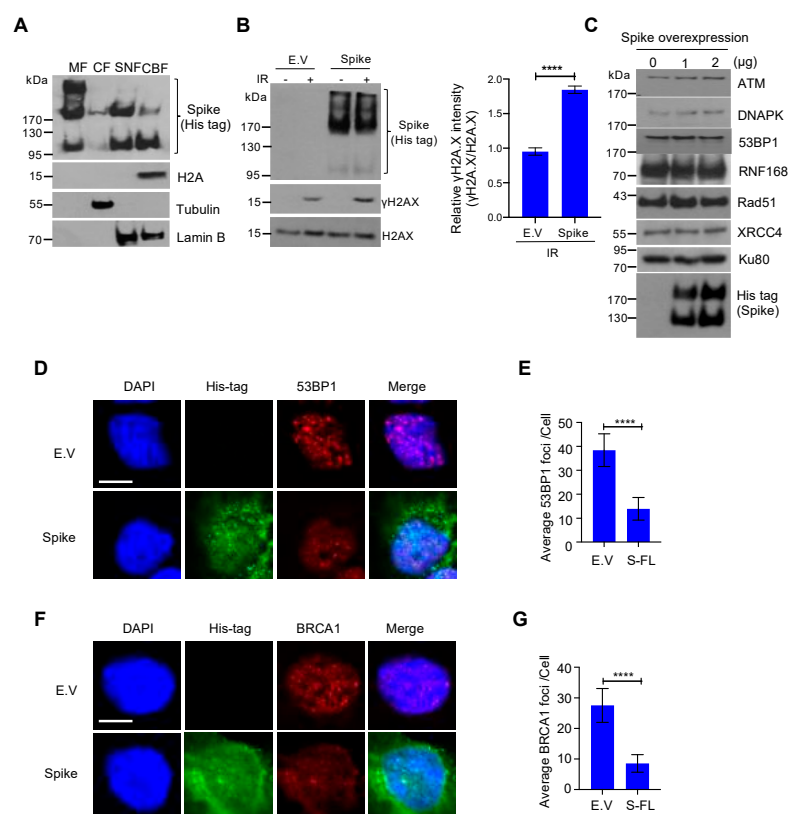 A
MF CF SNF CBF
kDa
170
130
95
Spike
(His tag)
15
H2A
55
Tubulin
70
Lamin B
B
E.V Spike
IR - + - +
kDa
170
130
95
Spike
(His tag)
15
γH2AX
15
H2AX
Relative γH2A.X intensity
(γH2A.X/H2A.X)
2.0
1.5
1.0
0.5
0.0
****
E.V Spike
IR
C
Spike overexpression
0 1 2 (μg)
kDa
170
ATM
170
DNAPK
170
53BP1
70
RNF168
43
Rad51
55
XRCC4
95
70
Ku80
170
130
His tag
(Spike)
D
DAPI His-tag 53BP1 Merge
E.V
Spike
E
Average 53BP1 foci /Cell
50
40
30
20
10
0
****
E.V S-FL
F
DAPI His-tag BRCA1 Merge
E.V
Spike
G
Average BRCA1 foci /Cell
40
30
20
10
0
****
E.V S-FL